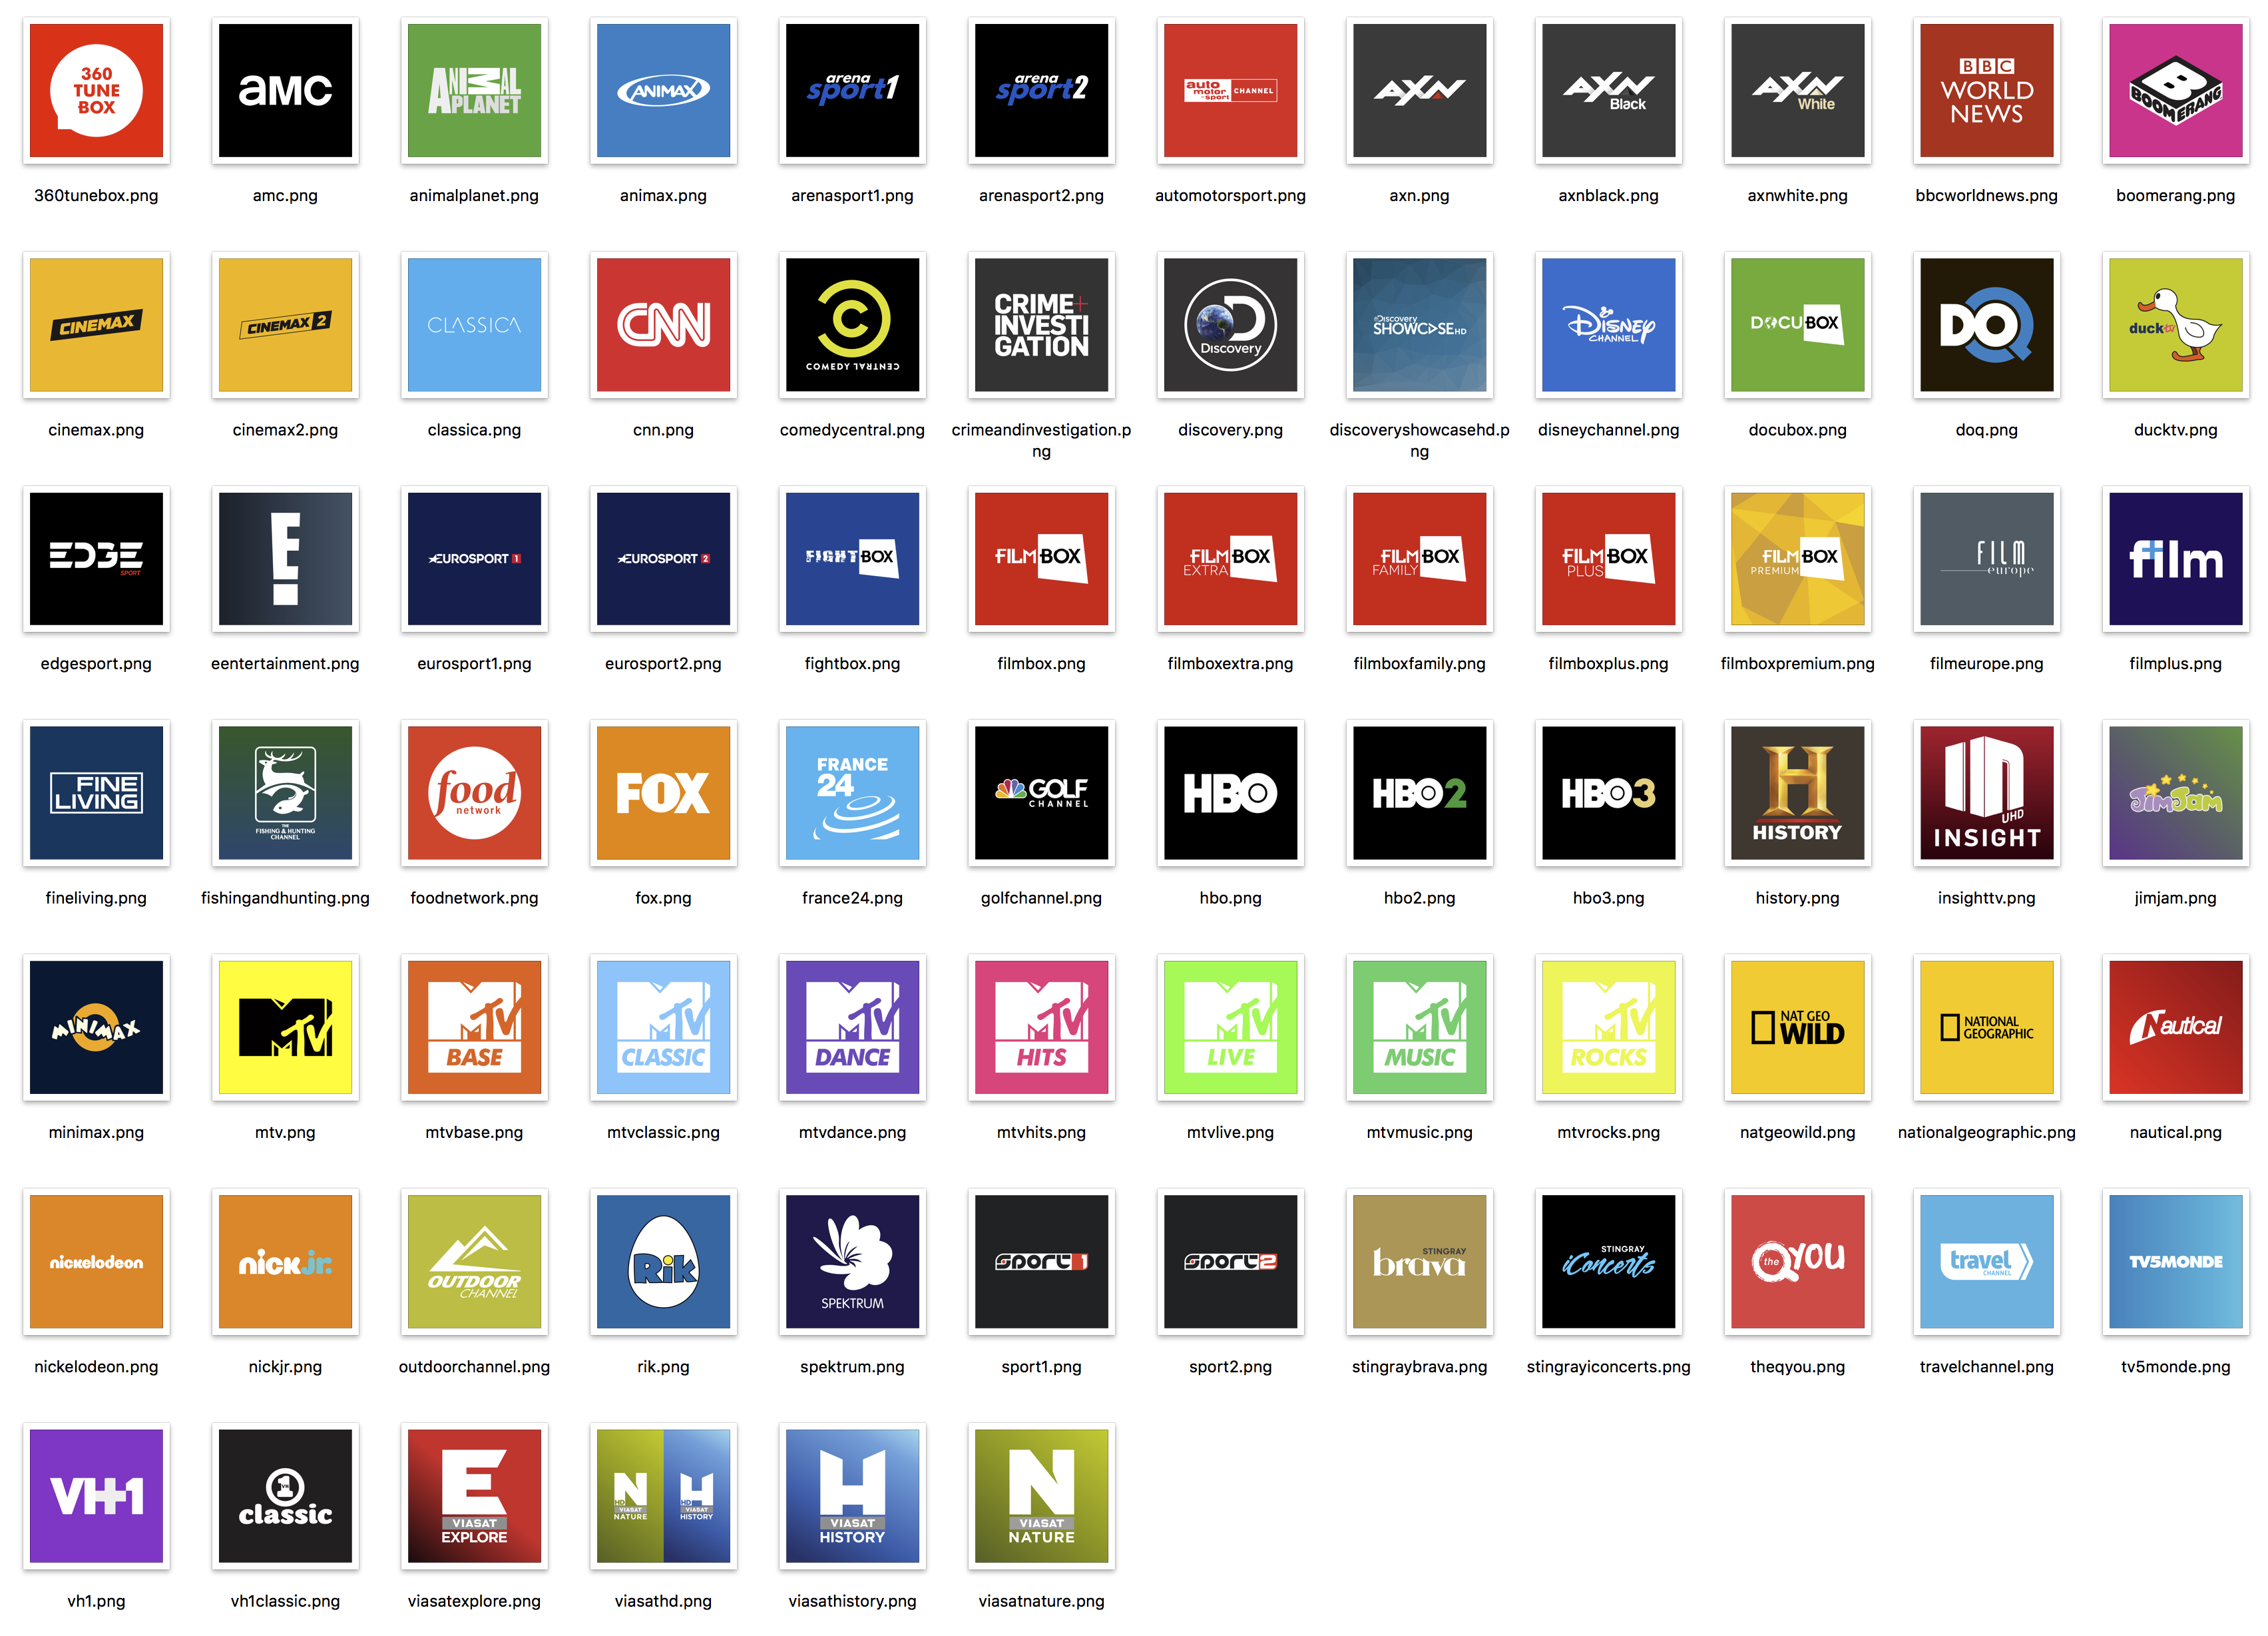 360
TUNE
BOX
aMC
ANIMAL
PLANET
ANIMAX
arena
sport1
arena
sport2
auto
motor
sport
CHANNEL
AXN
AXN
Black
AXN
White
BBC
WORLD
NEWS
B
BOOMERANG
360tunebox.png
amc.png
animalplanet.png
animax.png
arenasport1.png
arenasport2.png
automotorsport.png
axn.png
axnblack.png
axnwhite.png
bbcworldnews.png
boomerang.png
CINEMAX
CINEMAX 2
CLASSICA
CNN
C
COMEDY CENTRAL
CRIME+
INVESTI
GATION
D
DISCOVERY
Discovery
SHOWCASE HD
DISNEY
CHANNEL
DOCUBOX
DOQ
duck tv
cinemax.png
cinemax2.png
classica.png
cnn.png
comedycentral.png
crimeandinvestigation.p
ng
discovery.png
discoveryshowcasehd.p
ng
disneychannel.png
docubox.png
doq.png
ducktv.png
EDGE
SPORT
E!
EUROSPORT 1
EUROSPORT 2
FIGHTBOX
FILMBOX
FILMBOX
EXTRA
FILMBOX
FAMILY
FILMBOX
PLUS
FILMBOX
PREMIUM
FILM
europe
film
edgesport.png
eentertainment.png
eurosport1.png
eurosport2.png
fightbox.png
filmbox.png
filmboxextra.png
filmboxfamily.png
filmboxplus.png
filmboxpremium.png
filmeurope.png
filmplus.png
FINE
LIVING
THE
FISHING & HUNTING
CHANNEL
food
network
FOX
FRANCE
24
GOLF
CHANNEL
HBO
HBO2
HBO3
H
HISTORY
IN
UHD
INSIGHT
JimJam
fineliving.png
fishingandhunting.png
foodnetwork.png
fox.png
france24.png
golfchannel.png
hbo.png
hbo2.png
hbo3.png
history.png
insighttv.png
jimjam.png
MINIMAX
MTV
MTV
BASE
MTV
CLASSIC
MTV
DANCE
MTV
HITS
MTV
LIVE
MTV
MUSIC
MTV
ROCKS
NAT GEO
WILD
NATIONAL
GEOGRAPHIC
Nautical
minimax.png
mtv.png
mtvbase.png
mtvclassic.png
mtvdance.png
mtvhits.png
mtvlive.png
mtvmusic.png
mtvrocks.png
natgeowild.png
nationalgeographic.png
nautical.png
nickelodeon
nickjr.
OUTDOOR
CHANNEL
Rik
SPEKTRUM
SPORT1
SPORT2
STINGRAY
brava
STINGRAY
iConcerts
the QYOU
travel
CHANNEL
TV5MONDE
nickelodeon.png
nickjr.png
outdoorchannel.png
rik.png
spektrum.png
sport1.png
sport2.png
stingraybrava.png
stingrayiconcerts.png
theqyou.png
travelchannel.png
tv5monde.png
VH1
VH1
classic
E
VIASAT
EXPLORE
N
HD
VIASAT
NATURE
H
HD
VIASAT
HISTORY
H
VIASAT
HISTORY
N
VIASAT
NATURE
vh1.png
vh1classic.png
viasatexplore.png
viasathd.png
viasathistory.png
viasatnature.png